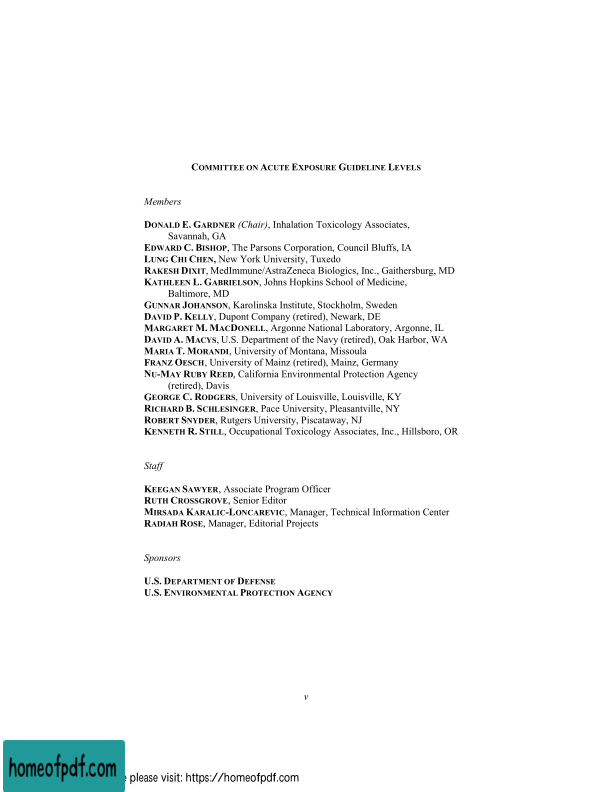 COMMITTEE ON ACUTE EXPOSURE GUIDELINE LEVELS
Members
DONALD E. GARDNER (Chair), Inhalation Toxicology Associates,
Savannah, GA
EDWARD C. BISHOP, The Parsons Corporation, Council Bluffs, IA
LUNG CHI CHEN, New York University, Tuxedo
RAKESH DIXIT, MedImmune/AstraZeneca Biologics, Inc., Gaithersburg, MD
KATHLEEN L. GABRIELSON, Johns Hopkins School of Medicine,
Baltimore, MD
GUNNAR JOHANSON, Karolinska Institute, Stockholm, Sweden
DAVID P. KELLY, Dupont Company (retired), Newark, DE
MARGARET M. MACDONELL, Argonne National Laboratory, Argonne, IL
DAVID A. MACYS, U.S. Department of the Navy (retired), Oak Harbor, WA
MARIA T. MORANDI, University of Montana, Missoula
FRANZ OESCH, University of Mainz (retired), Mainz, Germany
NU-MAY RUBY REED, California Environmental Protection Agency
(retired), Davis
GEORGE C. RODGERS, University of Louisville, Louisville, KY
RICHARD B. SCHLESINGER, Pace University, Pleasantville, NY
ROBERT SNYDER, Rutgers University, Piscataway, NJ
KENNETH R. STILL, Occupational Toxicology Associates, Inc., Hillsboro, OR
Staff
KEEGAN SAWYER, Associate Program Officer
RUTH CROSSGROVE, Senior Editor
MIRSADA KARALIC-LONCAREVIC, Manager, Technical Information Center
RADIAH ROSE, Manager, Editorial Projects
Sponsors
U.S. DEPARTMENT OF DEFENSE
U.S. ENVIRONMENTAL PROTECTION AGENCY
v
homeofpdf.com
please visit: https://homeofpdf.com